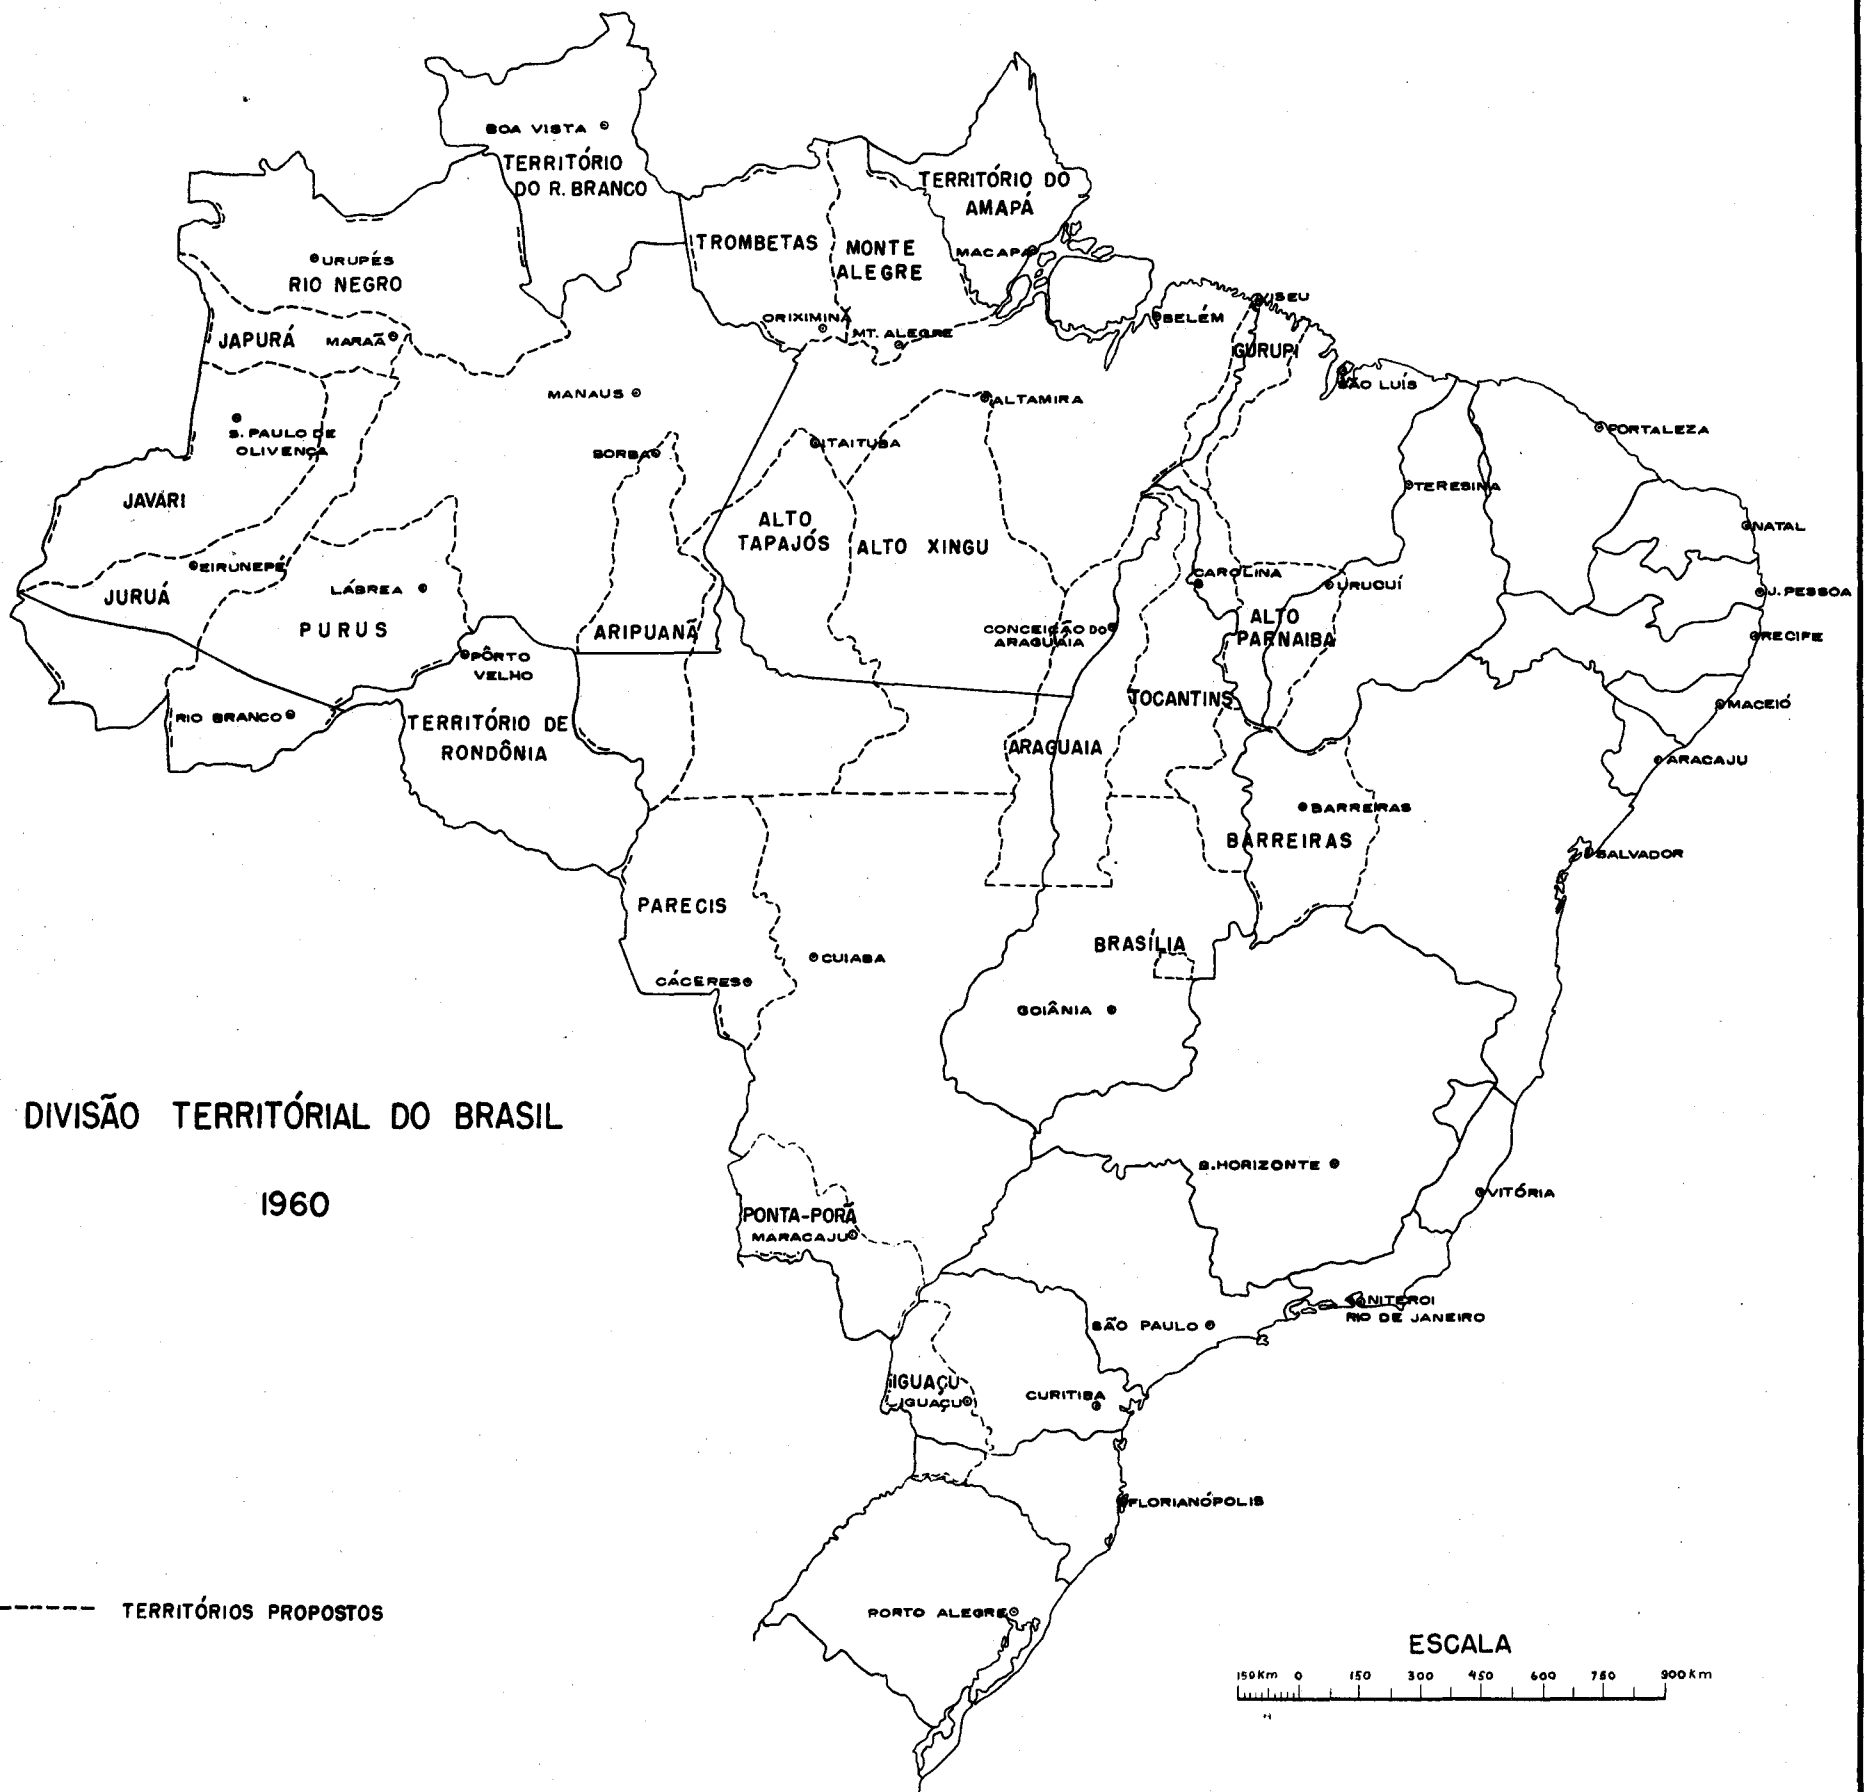 BOA VISTA
TERRITÓRIO
DO R. BRANCO
TERRITÓRIO DO
AMAPÁ
MACAPÁ
TROMBETAS
MONTE
ALEGRE
URUPÉS
RIO NEGRO
ORIXIMINÁ
MT. ALEGRE
JAPURÁ
MARAÃ
BELÉM
VISEU
GURUPI
SÃO LUÍS
MANAUS
ALTAMIRA
S. PAULO DE
OLIVENÇA
BORBA
ITAITUBA
FORTALEZA
TERESINA
JAVARI
ALTO
TAPAJÓS
ALTO XINGU
NATAL
EIRUNEPÉ
JURUÁ
LÁBREA
PURUS
CAROLINA
URUCUÍ
J. PESSOA
ARIPUANÃ
CONCEIÇÃO DO
ARAGUAIA
ALTO
PARNAIBA
RECIFE
PÔRTO
VELHO
RIO BRANCO
TERRITÓRIO DE
RONDÔNIA
TOCANTINS
MACEIÓ
ARAGUAIA
ARACAJU
BARREIRAS
BARREIRAS
SALVADOR
PARECIS
BRASÍLIA
CUIABA
CÁCERES
GOIÂNIA
DIVISÃO TERRITÓRIAL DO BRASIL
1960
B. HORIZONTE
VITÓRIA
PONTA-PORÃ
MARACAJU
NITEROI
RIO DE JANEIRO
SÃO PAULO
IGUAÇU
IGUAÇU
CURITIBA
FLORIANÓPOLIS
TERRITÓRIOS PROPOSTOS
PORTO ALEGRE
ESCALA
150Km 0 150 300 450 600 750 900Km